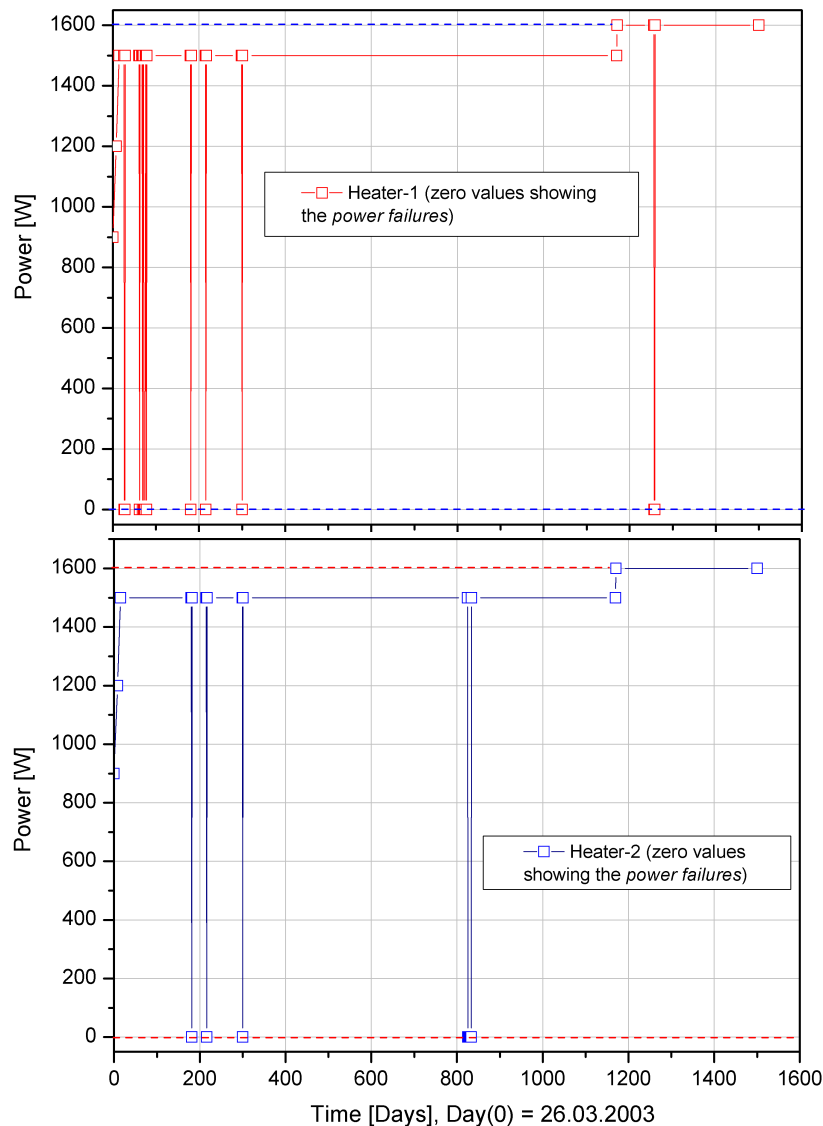 1600
1400
1200
1000
800
600
400
200
0
Power [W]
Heater-1 (zero values showing
the power failures)
1600
1400
1200
1000
800
600
400
200
0
Power [W]
Heater-2 (zero values
showing the power failures)
0 200 400 600 800 1000 1200 1400 1600
Time [Days], Day(0) = 26.03.2003